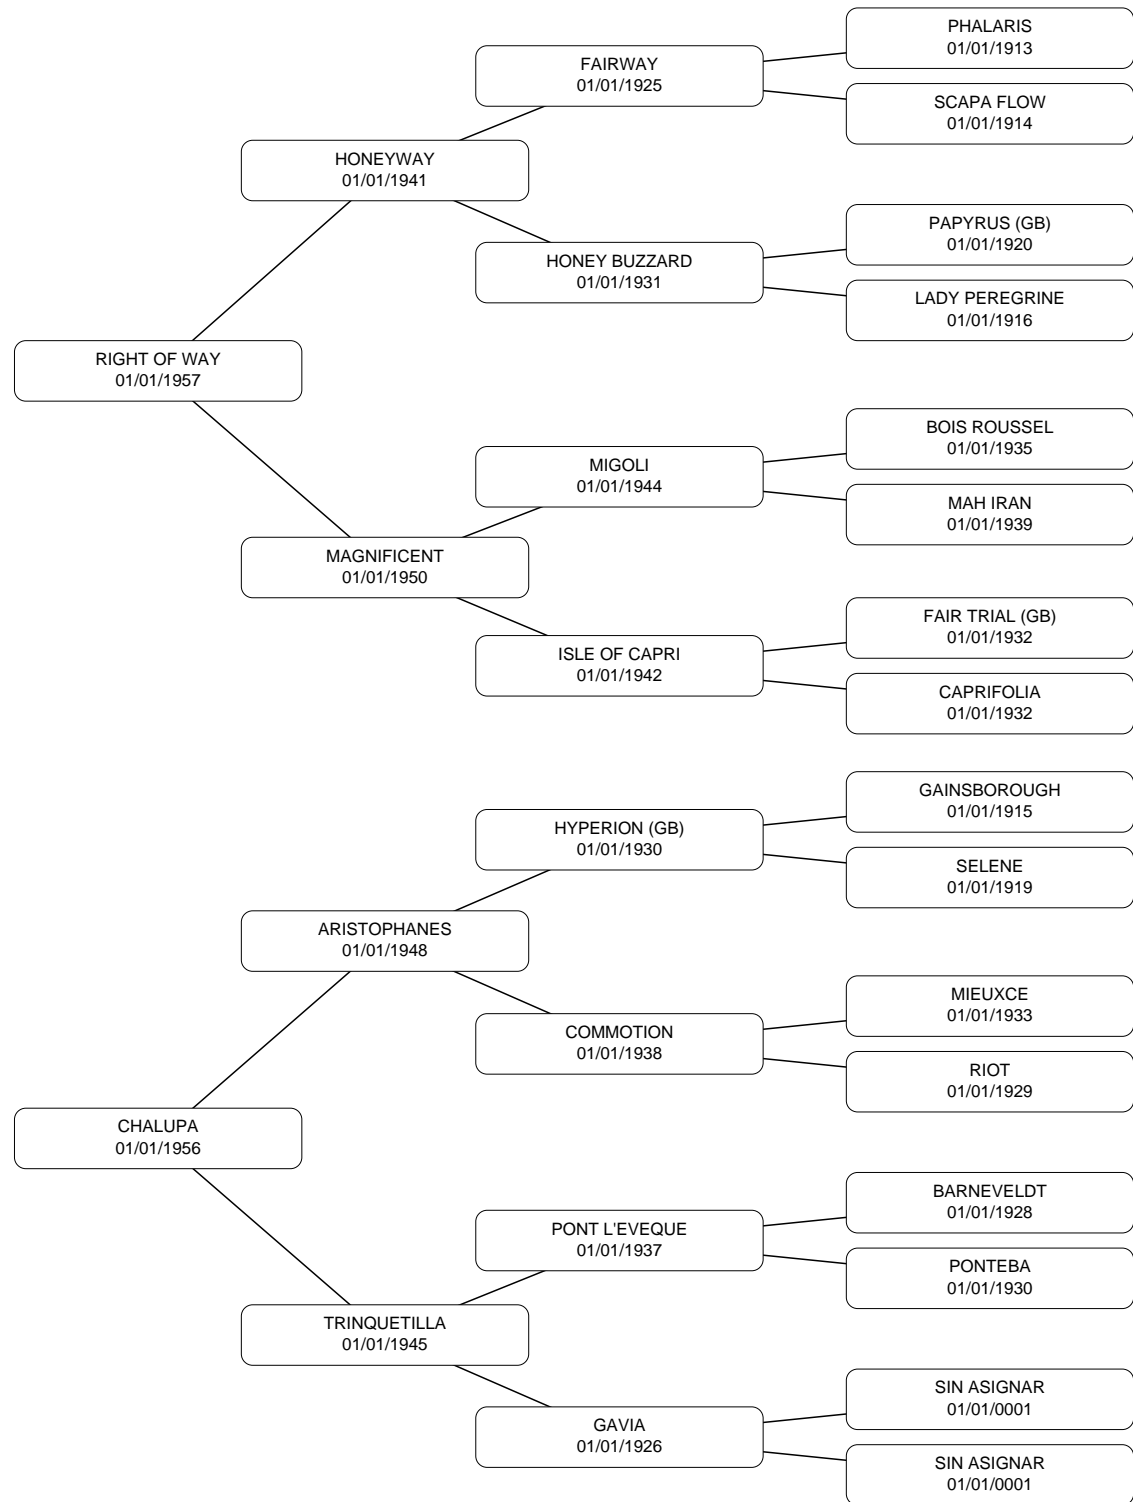 PHALARIS
01/01/1913
FAIRWAY
01/01/1925
SCAPA FLOW
01/01/1914
HONEYWAY
01/01/1941
PAPYRUS (GB)
01/01/1920
HONEY BUZZARD
01/01/1931
LADY PEREGRINE
01/01/1916
RIGHT OF WAY
01/01/1957
BOIS ROUSSEL
01/01/1935
MIGOLI
01/01/1944
MAH IRAN
01/01/1939
MAGNIFICENT
01/01/1950
FAIR TRIAL (GB)
01/01/1932
ISLE OF CAPRI
01/01/1942
CAPRIFOLIA
01/01/1932
GAINSBOROUGH
01/01/1915
HYPERION (GB)
01/01/1930
SELENE
01/01/1919
ARISTOPHANES
01/01/1948
MIEUXCE
01/01/1933
COMMOTION
01/01/1938
RIOT
01/01/1929
CHALUPA
01/01/1956
BARNEVELDT
01/01/1928
PONT L'EVEQUE
01/01/1937
PONTEBA
01/01/1930
TRINQUETILLA
01/01/1945
SIN ASIGNAR
01/01/0001
GAVIA
01/01/1926
SIN ASIGNAR
01/01/0001